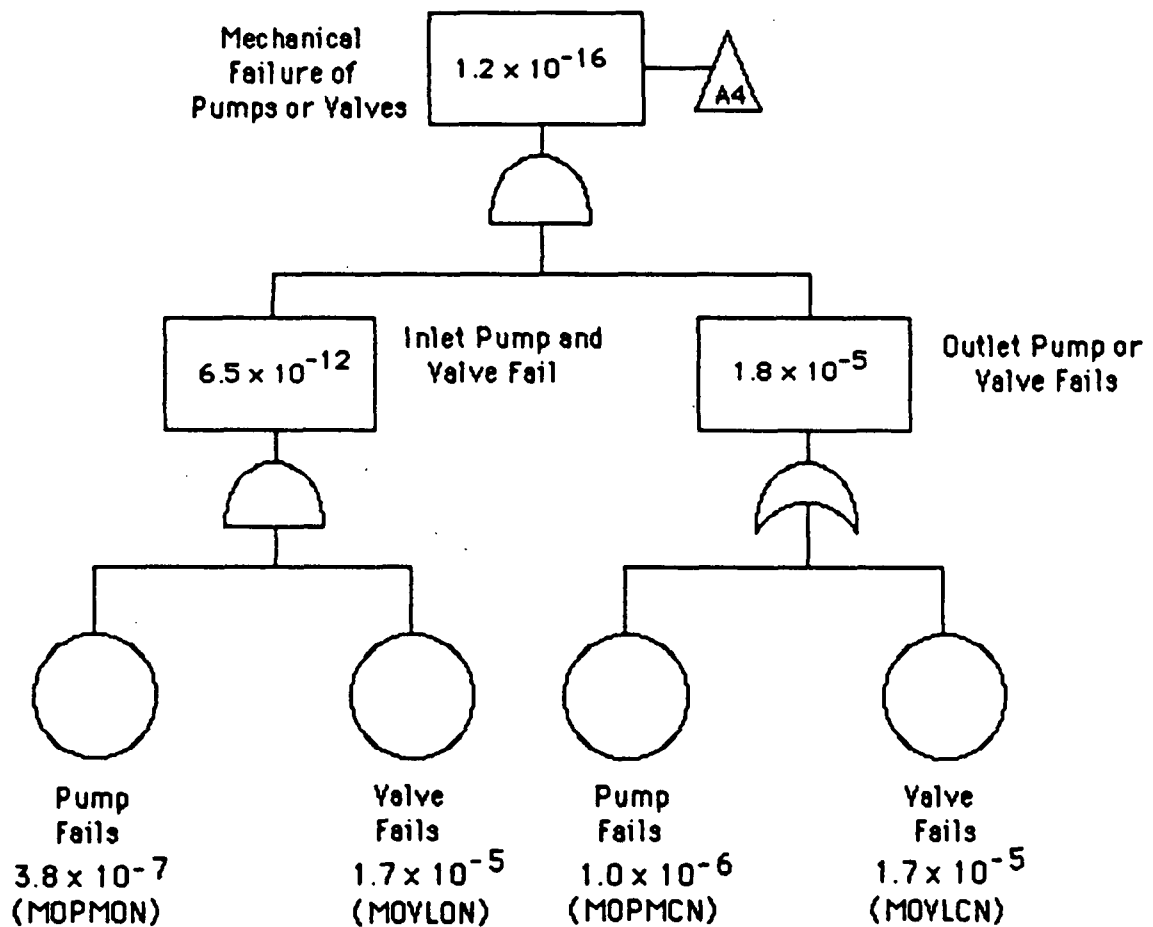 Mechanical
Failure of
Pumps or Valves
1.2 x 10⁻¹⁶
A4
6.5 x 10⁻¹²
Inlet Pump and
Valve Fail
1.8 x 10⁻⁵
Outlet Pump or
Valve Fails
Pump
Fails
3.8 x 10⁻⁷
(MOPMON)
Valve
Fails
1.7 x 10⁻⁵
(MOVLON)
Pump
Fails
1.0 x 10⁻⁶
(MOPMCN)
Valve
Fails
1.7 x 10⁻⁵
(MOVLCN)